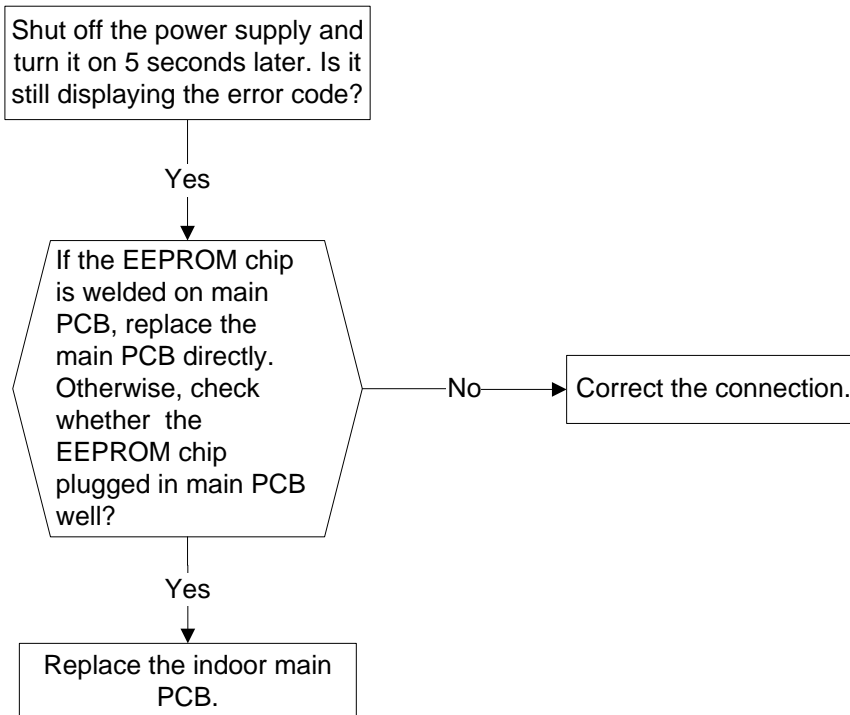 Shut off the power supply and
turn it on 5 seconds later. Is it
still displaying the error code?
Yes
If the EEPROM chip
is welded on main
PCB, replace the
main PCB directly.
Otherwise, check
whether the
EEPROM chip
plugged in main PCB
well?
No
Correct the connection.
Yes
Replace the indoor main
PCB.